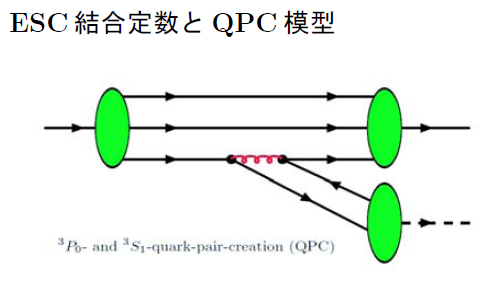 ESC 結合定数と QPC 模型
³P₀- and ³S₁-quark-pair-creation (QPC)